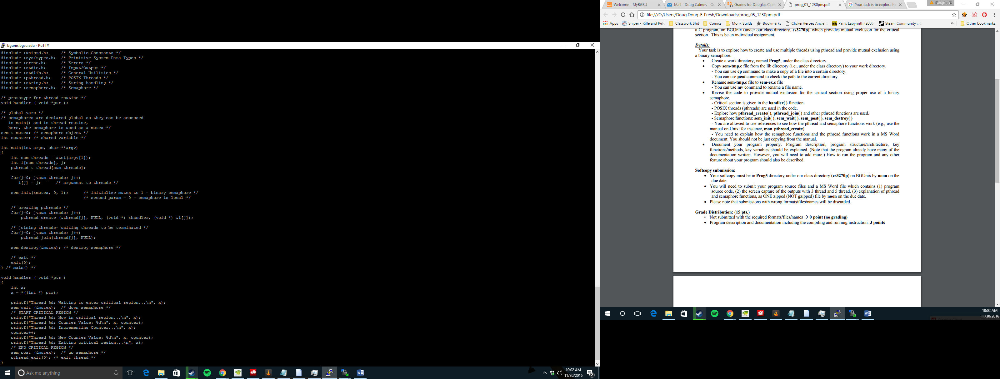 bgunix.bgsu.edu - PuTTY
#include <unistd.h>     /* Symbolic Constants */
#include <sys/types.h>  /* Primitive System Data Types */
#include <errno.h>      /* Errors */
#include <stdio.h>      /* Input/Output */
#include <stdlib.h>     /* General Utilities */
#include <pthread.h>    /* POSIX Threads */
#include <string.h>     /* String handling */
#include <semaphore.h>  /* Semaphore */
/* prototype for thread routine */
void handler ( void *ptr );
/* global vars */
/* semaphores are declared global so they can be accessed
   in main() and in thread routine,
   here, the semaphore is used as a mutex */
sem_t mutex; /* semaphore object */
int counter; /* shared variable */
int main(int argc, char **argv)
{
    int num_threads = atoi(argv[1]);
    int i[num_threads], j;
    pthread_t thread[num_threads];
    for(j=0; j<num_threads; j++)
       i[j] = j;      /* argument to threads */
    sem_init(&mutex, 0, 1);      /* initialize mutex to 1 - binary semaphore */
                                 /* second param = 0 - semaphore is local */
    /* creating pthreads */
    for(j=0; j<num_threads; j++)
        pthread_create (&thread[j], NULL, (void *) &handler, (void *) &i[j]);
    /* joining threads- waiting threads to be terminated */
    for(j=0; j<num_threads; j++)
        pthread_join(thread[j], NULL);
    sem_destroy(&mutex); /* destroy semaphore */
    /* exit */
    exit(0);
} /* main() */
void handler ( void *ptr )
{
    int x;
    x = *((int *) ptr);
    printf("Thread %d: Waiting to enter critical region...\n", x);
    sem_wait (&mutex);  /* down semaphore */
    /* START CRITICAL REGION */
    printf("Thread %d: Now in critical region...\n", x);
    printf("Thread %d: Counter Value: %d\n", x, counter);
    printf("Thread %d: Incrementing Counter...\n", x);
    counter++;
    printf("Thread %d: New Counter Value: %d\n", x, counter);
    printf("Thread %d: Exiting critical region...\n", x);
    /* END CRITICAL REGION */
    sem_post (&mutex);  /* up semaphore */
    pthread_exit(0); /* exit thread */
}
Ask me anything
10:02 AM
11/30/2016
2
Welcome - MyBGSU
Mail - Doug Calmes - Ou
Grades for Douglas Calm
prog_05_1230pm.pdf
Your task is to explore ho
Douglas G
file:///C:/Users/Doug.Doug-E-Fresh/Downloads/prog_05_1230pm.pdf
Apps
Sniper - Rifle and Refo
Classwork Shit
Comics
Monk Builds
Bookmarks
ClickerHeroes Ancient
Pan's Labyrinth (2006
Steam Community ::
»
Other bookmarks
a C program, on BGUnix (under our class directory, cs3270p), which provides mutual exclusion for the critical
section. This is be an individual assignment.
Details:
Your task is to explore how to create and use multiple threads using pthread and provide mutual exclusion using
a binary semaphore.
• Create a work directory, named Prog5, under the class directory.
• Copy sem-tmp.c file from the lib directory (i.e., under the class directory) to your work directory.
- You can use cp command to make a copy of a file into a certain directory.
- You can use pwd command to check the path to the current directory.
• Rename sem-tmp.c file to sem-ex.c file
- You can use mv command to rename a file name.
• Revise the code to provide mutual exclusion for the critical section using proper use of a binary
semaphore.
- Critical section is given in the handler( ) function.
- POSIX threads (pthreads) are used in the code.
- Explore how pthread_create( ), pthread_join( ) and other pthread functions are used.
- Semaphore functions: sem_init( ), sem_wait( ), sem_post( ), sem_destroy( )
- You are allowed to use references to see how the pthread and semaphore functions work (e.g., use the
manual on Unix: for instance, man pthread_create)
- You need to explain how the semaphore functions and the pthread functions work in a MS Word
document. You should not be just copying from the manual.
• Document your program properly. Program description, program structure/architecture, key
functions/methods, key variables should be explained. (Note that the program already have many of the
documentation written. However, you will need to add more.) How to run the program and any other
feature about your program should also be described.
Softcopy submission:
• Your softcopy must be in Prog5 directory under our class directory (cs3270p) on BGUnix by noon on the
due date.
• You will need to submit your program source files and a MS Word file which contains (1) program
source code, (2) the screen capture of the outputs with 3 thread and 5 thread, (3) explanation of pthread
and semaphore functions, as ONE zipped (NOT gzipped) file by noon on the due date.
• Please note that submissions with wrong formats/files/names will be discarded.
Grade Distribution: (15 pts.)
• Not submitted with the required formats/files/names → 0 point (no grading)
• Program description and documentation including the compiling and running instruction: 3 points
10:02 AM
11/30/2016